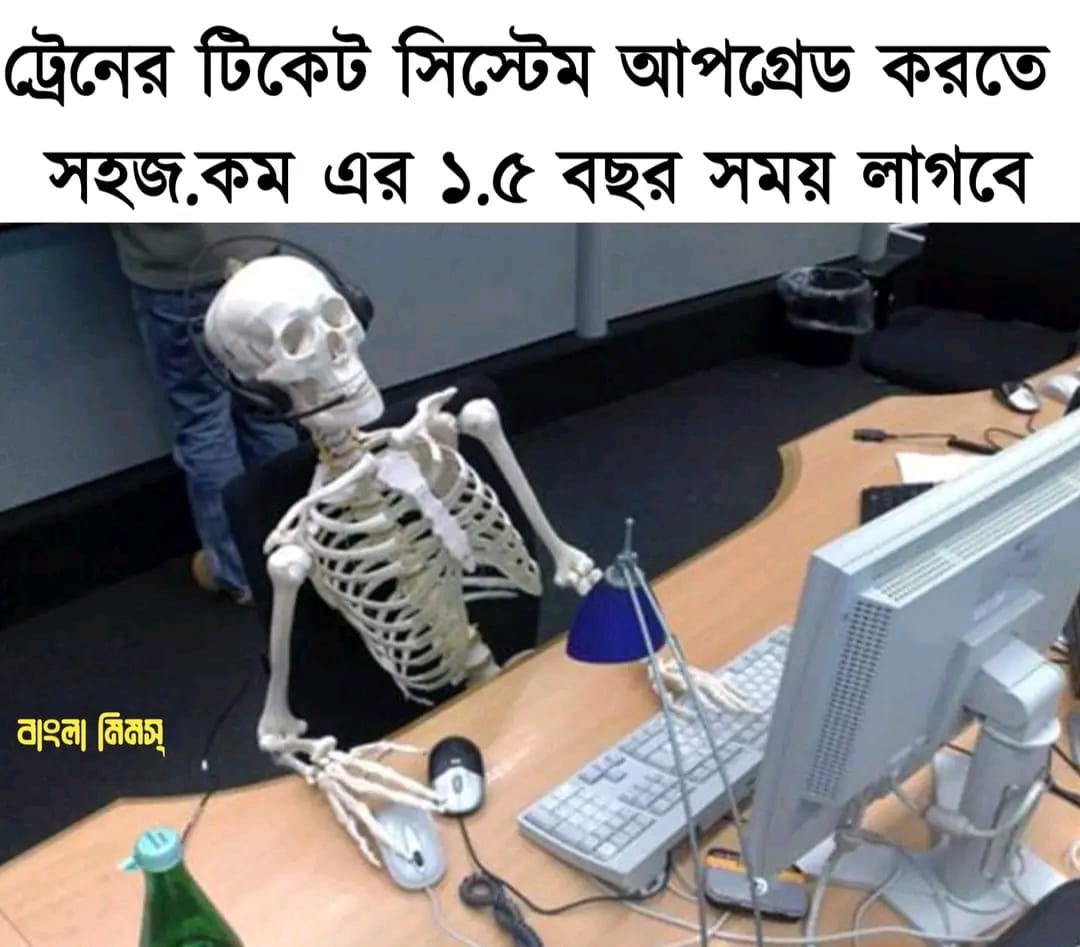 ট্রেনের টিকেট সিস্টেম আপগ্রেড করতে
সহজ.কম এর ১.৫ বছর সময় লাগবে
বাংলা মিমস্